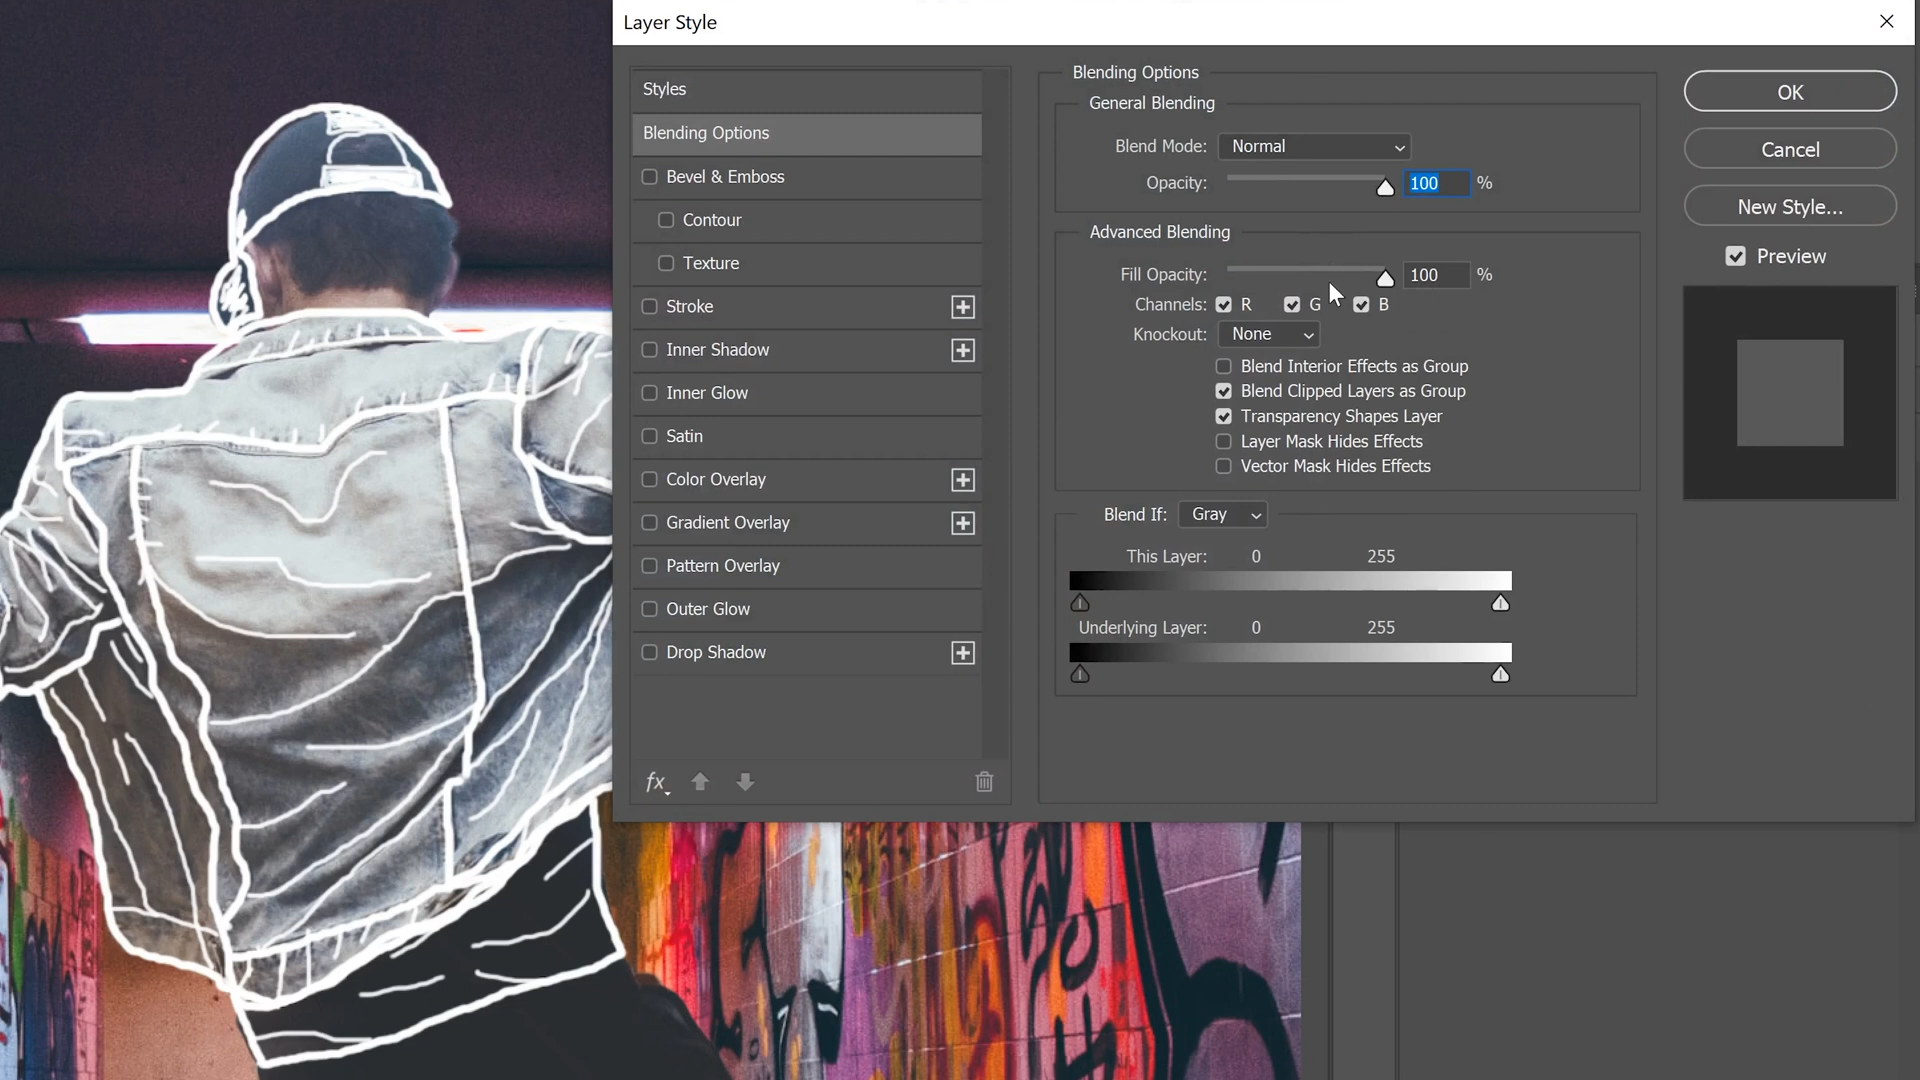 Layer Style
Styles
Blending Options
Bevel & Emboss
Contour
Texture
Stroke
Inner Shadow
Inner Glow
Satin
Color Overlay
Gradient Overlay
Pattern Overlay
Outer Glow
Drop Shadow
fx
Blending Options
General Blending
Blend Mode: Normal
Opacity: 100 %
Advanced Blending
Fill Opacity: 100 %
Channels: R G B
Knockout: None
Blend Interior Effects as Group
Blend Clipped Layers as Group
Transparency Shapes Layer
Layer Mask Hides Effects
Vector Mask Hides Effects
Blend If: Gray
This Layer: 0 255
Underlying Layer: 0 255
OK
Cancel
New Style...
Preview